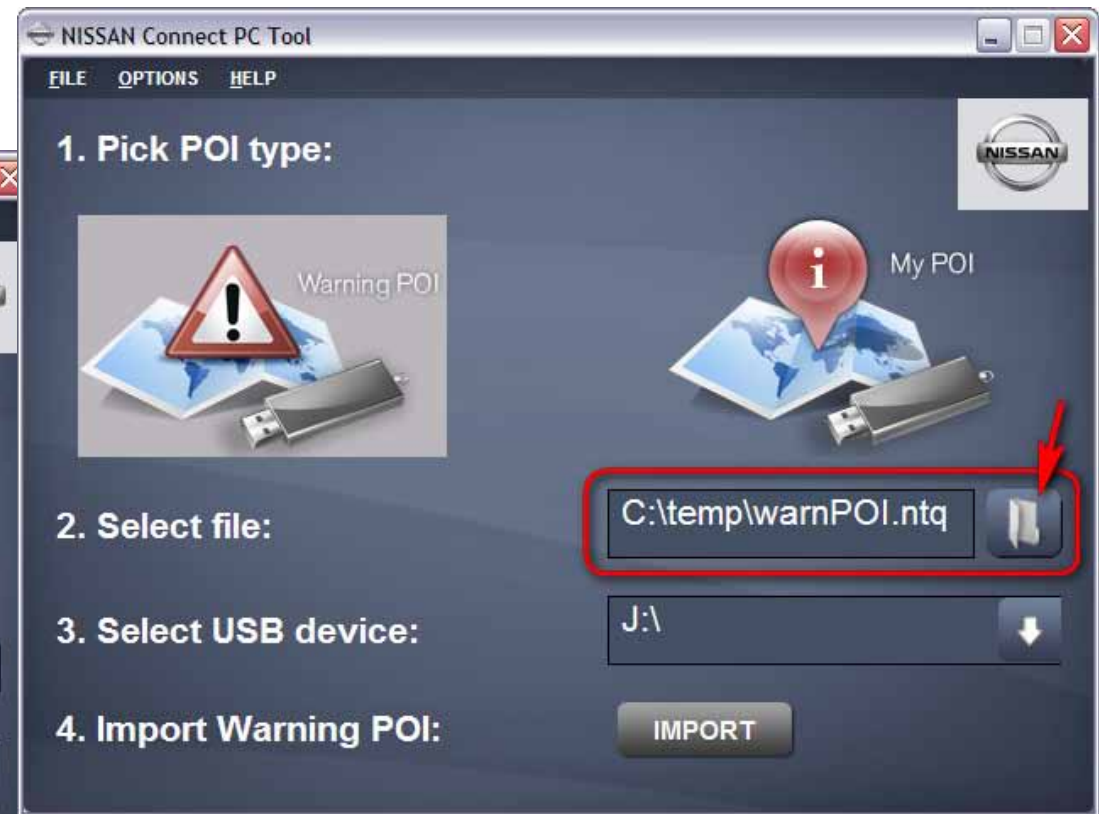 NISSAN Connect PC Tool
FILE OPTIONS HELP
1. Pick POI type:
NISSAN
Warning POI
My POI
2. Select file:
C:\temp\warnPOI.ntq
3. Select USB device:
J:\
4. Import Warning POI:
IMPORT